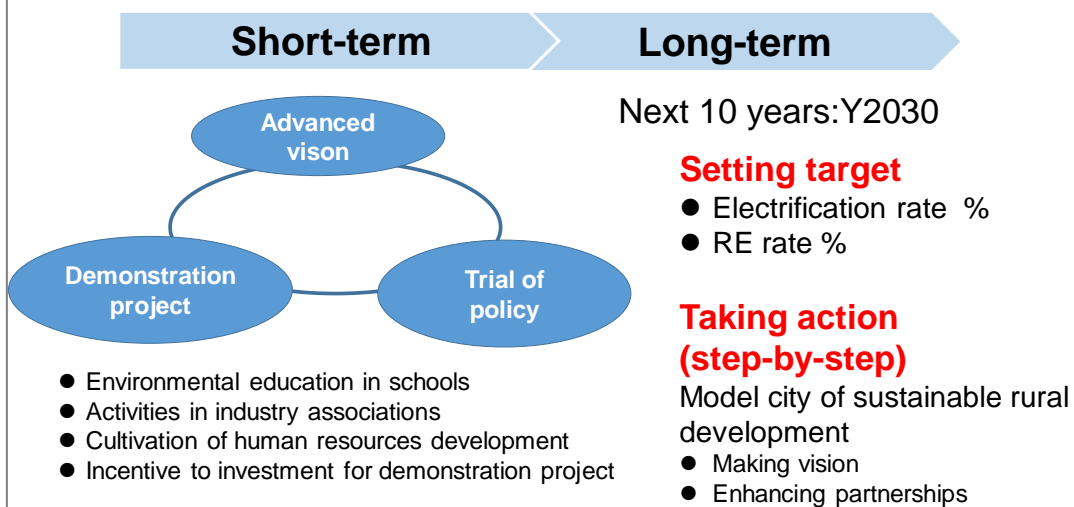 Short-term
Long-term
Advanced
vison
Demonstration
project
Trial of
policy
● Environmental education in schools
● Activities in industry associations
● Cultivation of human resources development
● Incentive to investment for demonstration project
Next 10 years:Y2030
Setting target
● Electrification rate %
● RE rate %
Taking action
(step-by-step)
Model city of sustainable rural
development
● Making vision
● Enhancing partnerships